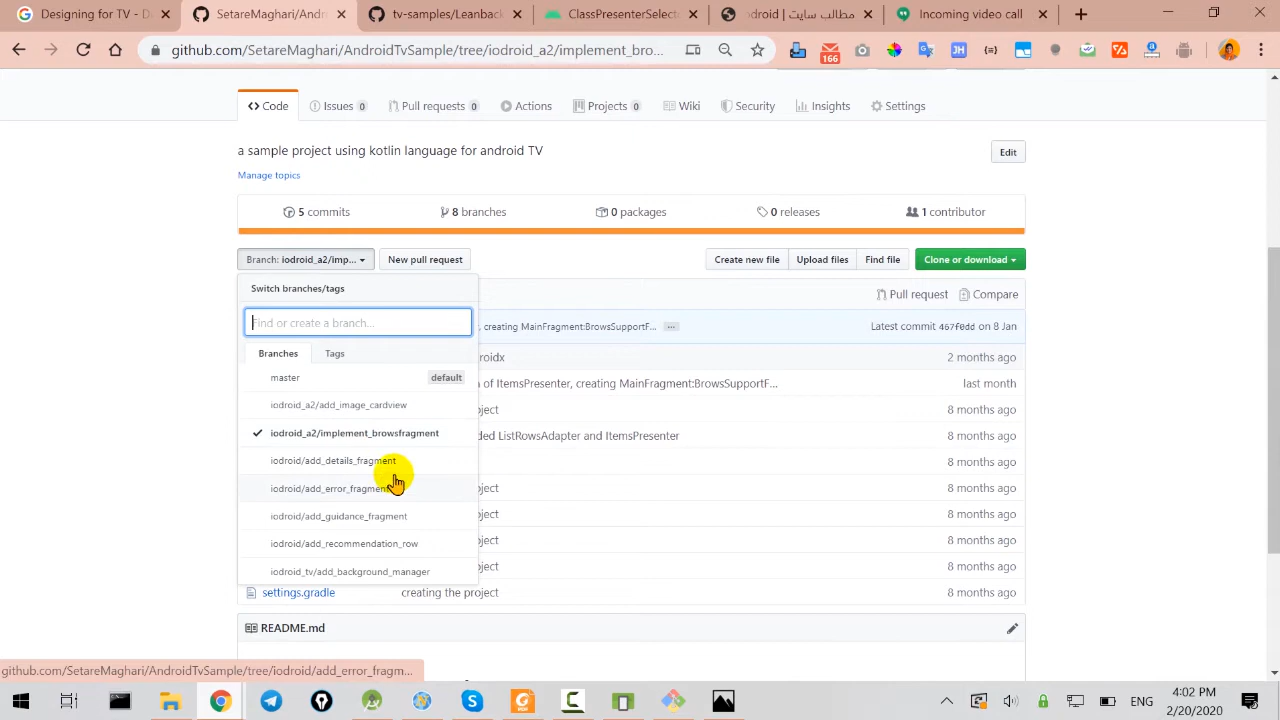 Designing for TV - D
SetareMaghari/Andro
tv-samples/Leanback
ClassPresenterSelect
droid | مطالب سایت
Incoming video call
github.com/SetareMaghari/AndroidTvSample/tree/iodroid_a2/implement_bro...
166
JH
Code
Issues 0
Pull requests 0
Actions
Projects 0
Wiki
Security
Insights
Settings
a sample project using kotlin language for android TV
Edit
Manage topics
5 commits
8 branches
0 packages
0 releases
1 contributor
Branch: iodroid_a2/imp...
New pull request
Create new file
Upload files
Find file
Clone or download
Switch branches/tags
Pull request
Compare
Find or create a branch...
, creating MainFragment:BrowsSupportF...
...
Latest commit 467fedd on 8 Jan
Branches
Tags
roidx
2 months ago
master
default
n of ItemsPresenter, creating MainFragment:BrowsSupportF...
last month
iodroid_a2/add_image_cardview
oject
8 months ago
iodroid_a2/implement_browsfragment
ded ListRowsAdapter and ItemsPresenter
8 months ago
iodroid/add_details_fragment
8 months ago
iodroid/add_error_fragment
oject
8 months ago
iodroid/add_guidance_fragment
oject
8 months ago
iodroid/add_recommendation_row
oject
8 months ago
iodroid_tv/add_background_manager
oject
8 months ago
settings.gradle
creating the project
8 months ago
README.md
github.com/SetareMaghari/AndroidTvSample/tree/iodroid/add_error_fragm...
ENG
4:02 PM
2/20/2020